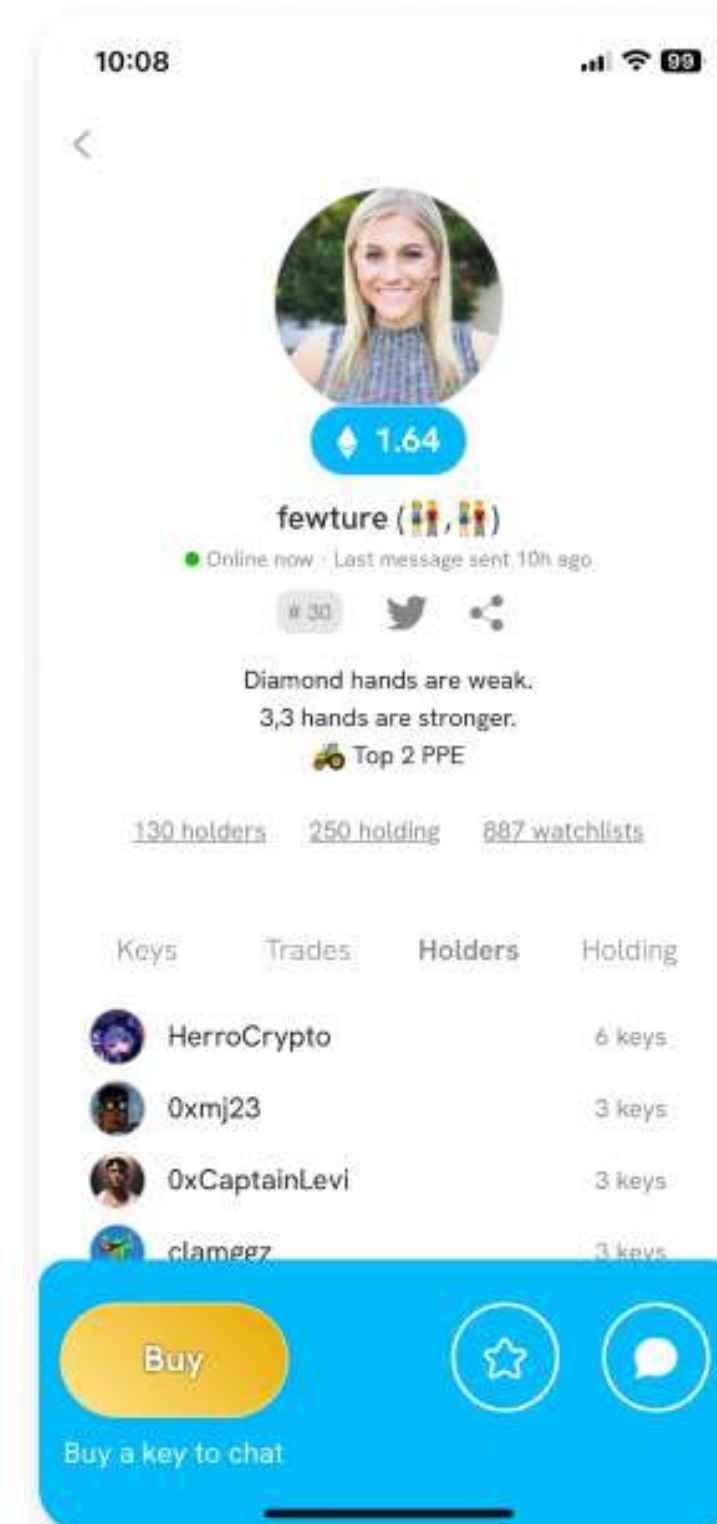 10:08 99
1.64
fewture (👫,👫)
Online now · Last message sent 10h ago
# 30
Diamond hands are weak.
3,3 hands are stronger.
🚜 Top 2 PPE
130 holders 250 holding 887 watchlists
Keys Trades Holders Holding
HerroCrypto 6 keys
0xmj23 3 keys
0xCaptainLevi 3 keys
clamggz 3 keys
Buy
Buy a key to chat